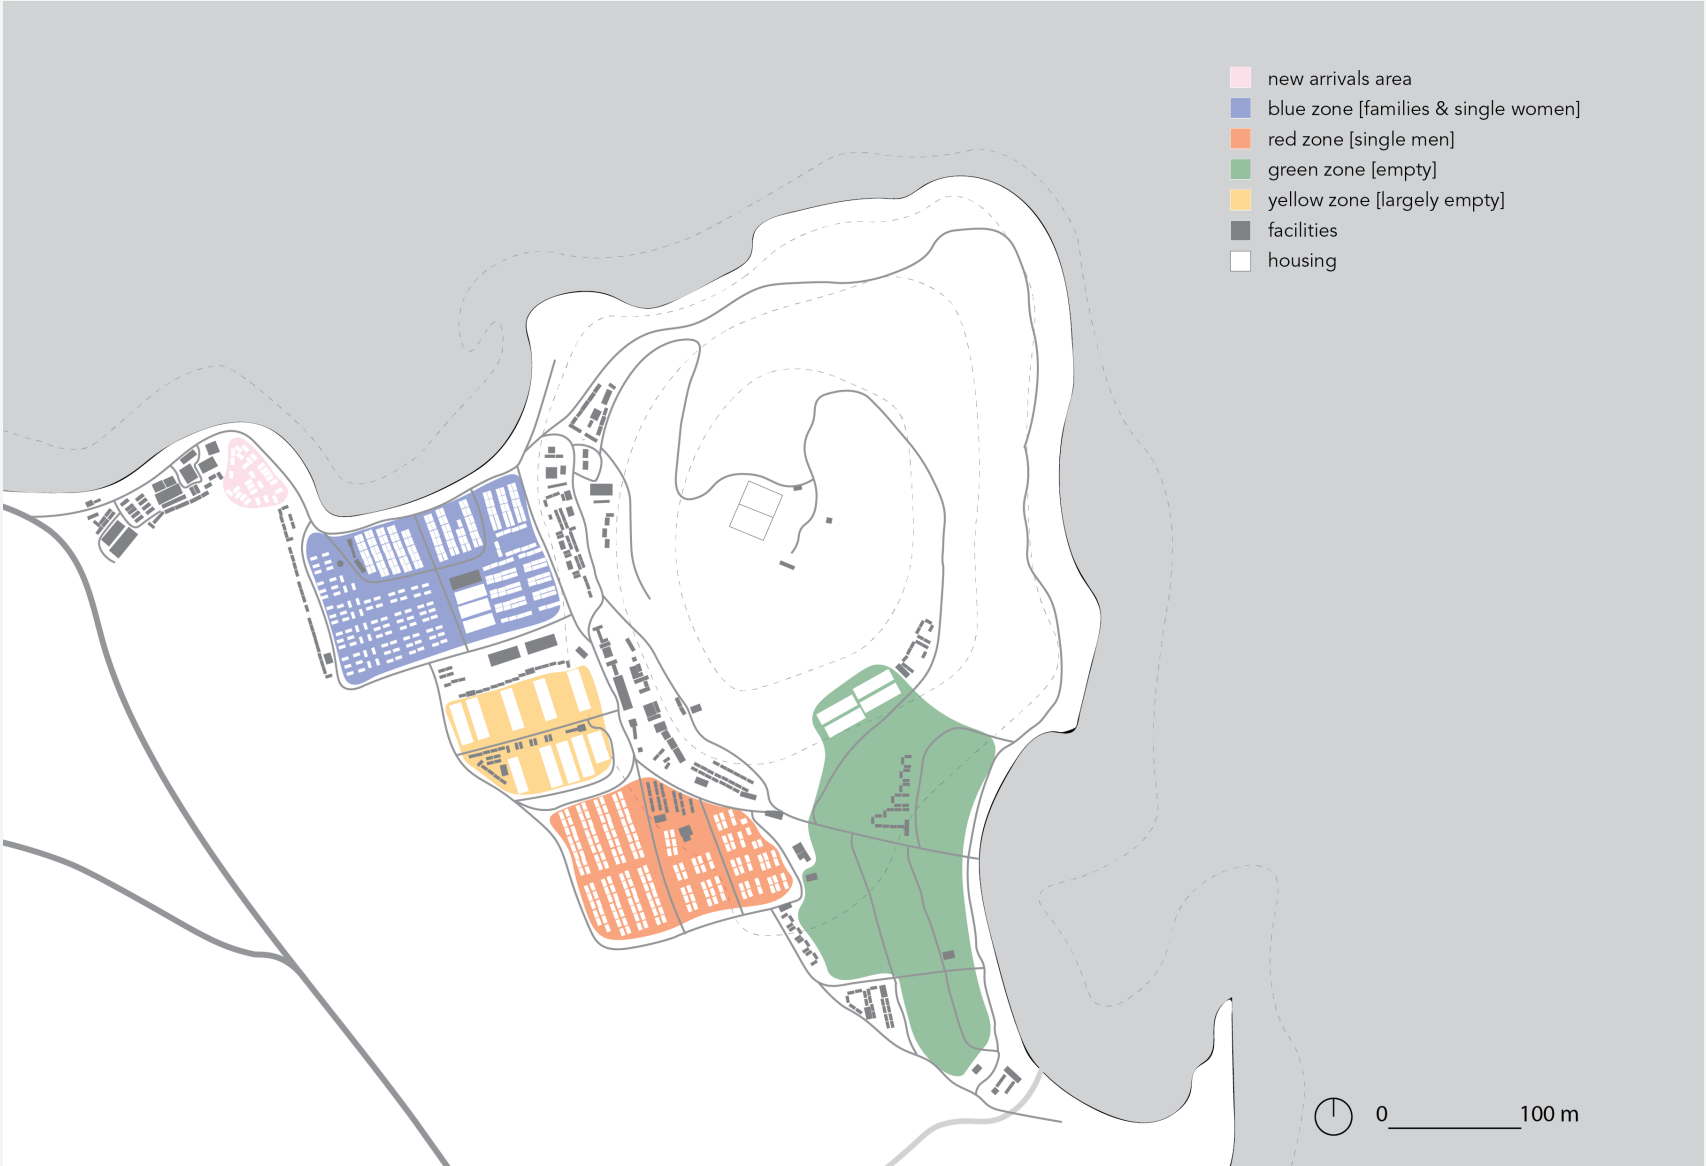 new arrivals area
blue zone [families & single women]
red zone [single men]
green zone [empty]
yellow zone [largely empty]
facilities
housing
0 100 m